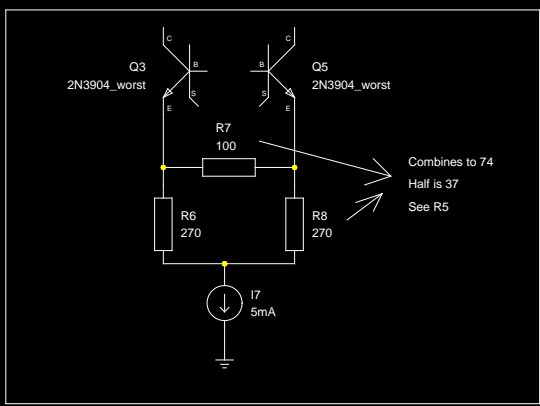 C
C
Q3
B
B
Q5
2N3904_worst
2N3904_worst
S
S
E
E
R7
100
Combines to 74
Half is 37
See R5
R6
270
R8
270
I7
5mA